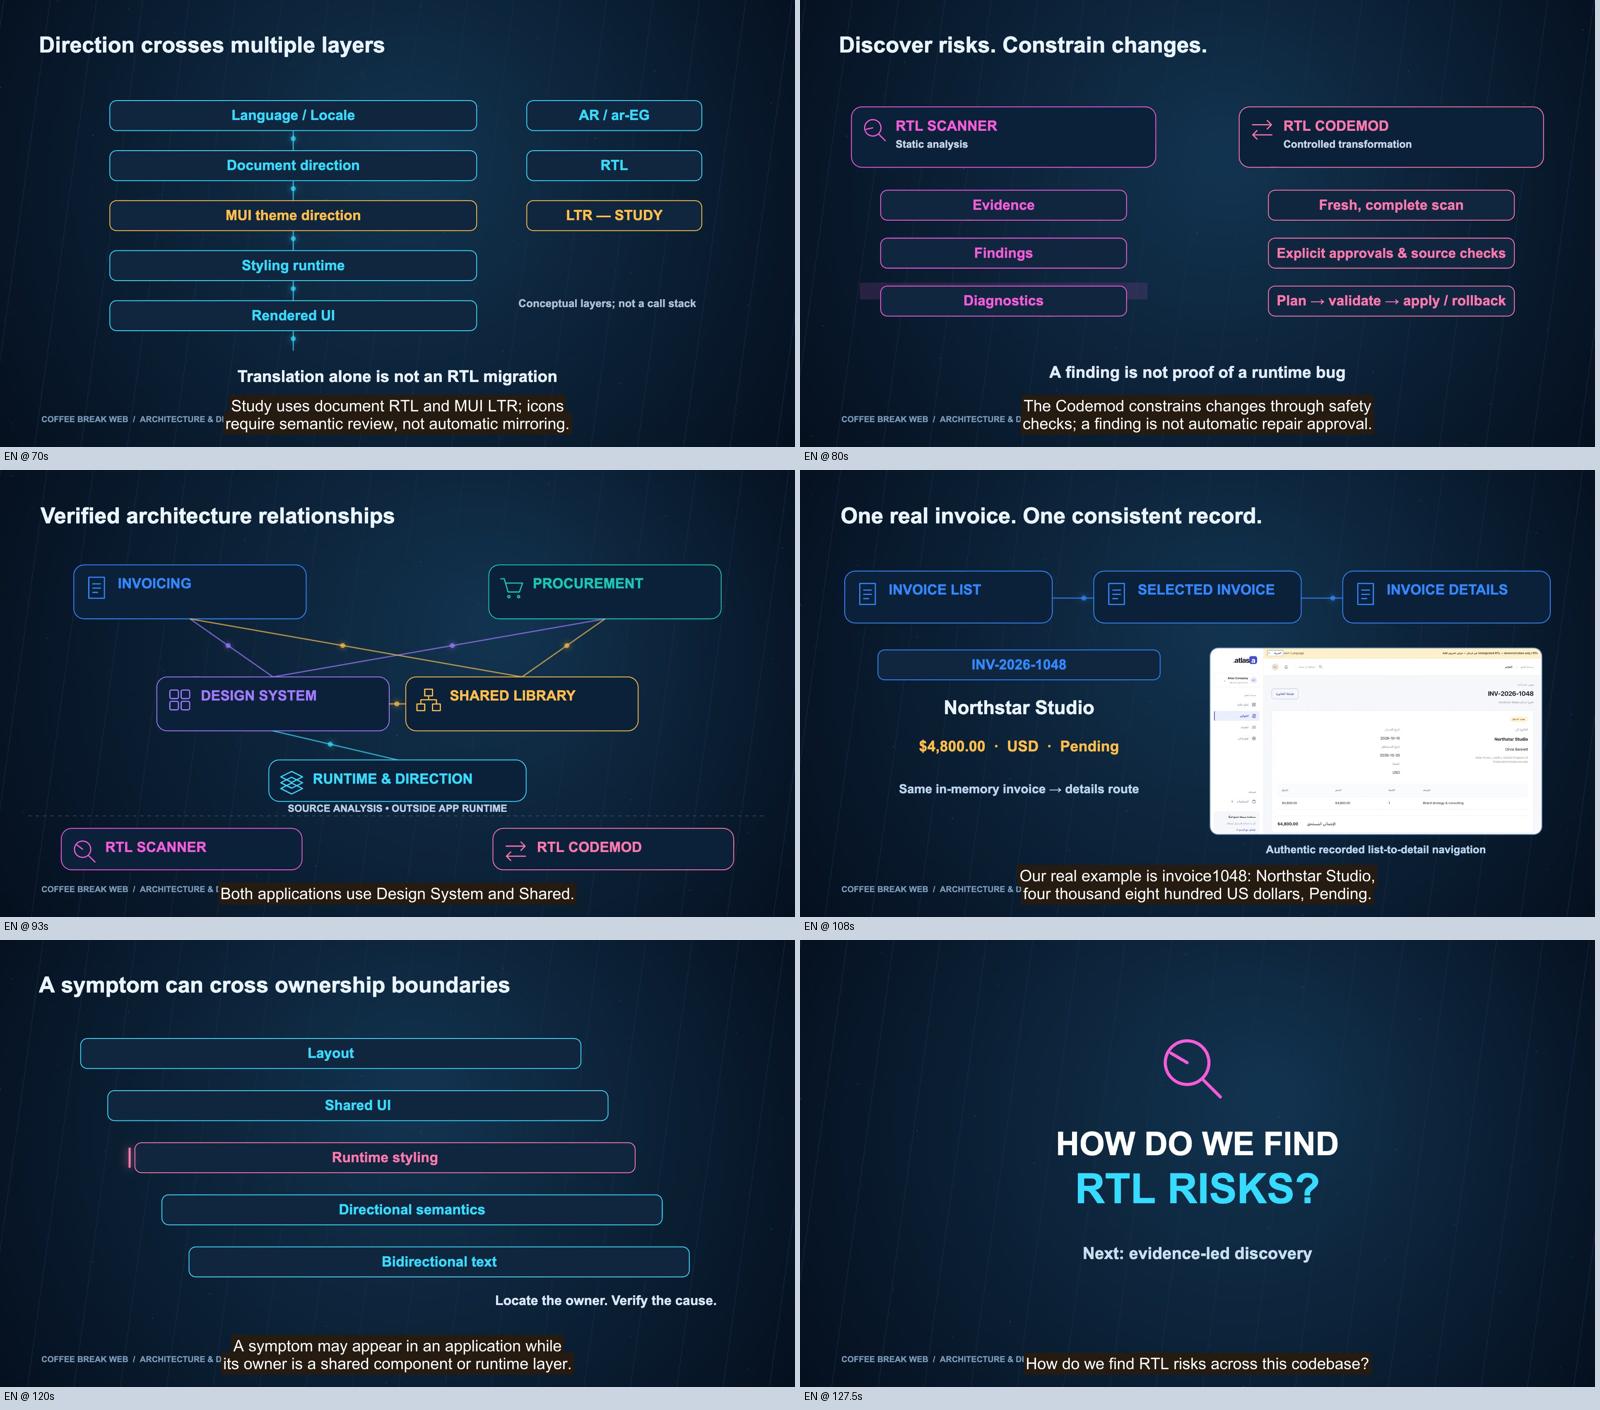 Direction crosses multiple layers
Language / Locale
AR / ar-EG
Document direction
RTL
MUI theme direction
LTR — STUDY
Styling runtime
Conceptual layers; not a call stack
Rendered UI
Translation alone is not an RTL migration
Study uses document RTL and MUI LTR; icons
require semantic review, not automatic mirroring.
COFFEE BREAK WEB / ARCHITECTURE & D
EN @ 70s
Discover risks. Constrain changes.
RTL SCANNER
Static analysis
RTL CODEMOD
Controlled transformation
Evidence
Fresh, complete scan
Findings
Explicit approvals & source checks
Diagnostics
Plan → validate → apply / rollback
A finding is not proof of a runtime bug
The Codemod constrains changes through safety
checks; a finding is not automatic repair approval.
COFFEE BREAK WEB / ARCHITECTURE & D
EN @ 80s
Verified architecture relationships
INVOICING
PROCUREMENT
DESIGN SYSTEM
SHARED LIBRARY
RUNTIME & DIRECTION
SOURCE ANALYSIS • OUTSIDE APP RUNTIME
RTL SCANNER
RTL CODEMOD
COFFEE BREAK WEB / ARCHITECTURE &
Both applications use Design System and Shared.
EN @ 93s
One real invoice. One consistent record.
INVOICE LIST
SELECTED INVOICE
INVOICE DETAILS
INV-2026-1048
Northstar Studio
$4,800.00 · USD · Pending
Same in-memory invoice → details route
atlas
INV-2026-1048
Northstar Studio
USD
$4,800.00
$4,800.00
1
Brand strategy & consulting
$4,800.00
Authentic recorded list-to-detail navigation
Our real example is invoice1048: Northstar Studio,
four thousand eight hundred US dollars, Pending.
COFFEE BREAK WEB / ARCHITECTURE & D
EN @ 108s
A symptom can cross ownership boundaries
Layout
Shared UI
Runtime styling
Directional semantics
Bidirectional text
Locate the owner. Verify the cause.
A symptom may appear in an application while
its owner is a shared component or runtime layer.
COFFEE BREAK WEB / ARCHITECTURE & D
EN @ 120s
HOW DO WE FIND
RTL RISKS?
Next: evidence-led discovery
COFFEE BREAK WEB / ARCHITECTURE & D
How do we find RTL risks across this codebase?
EN @ 127.5s